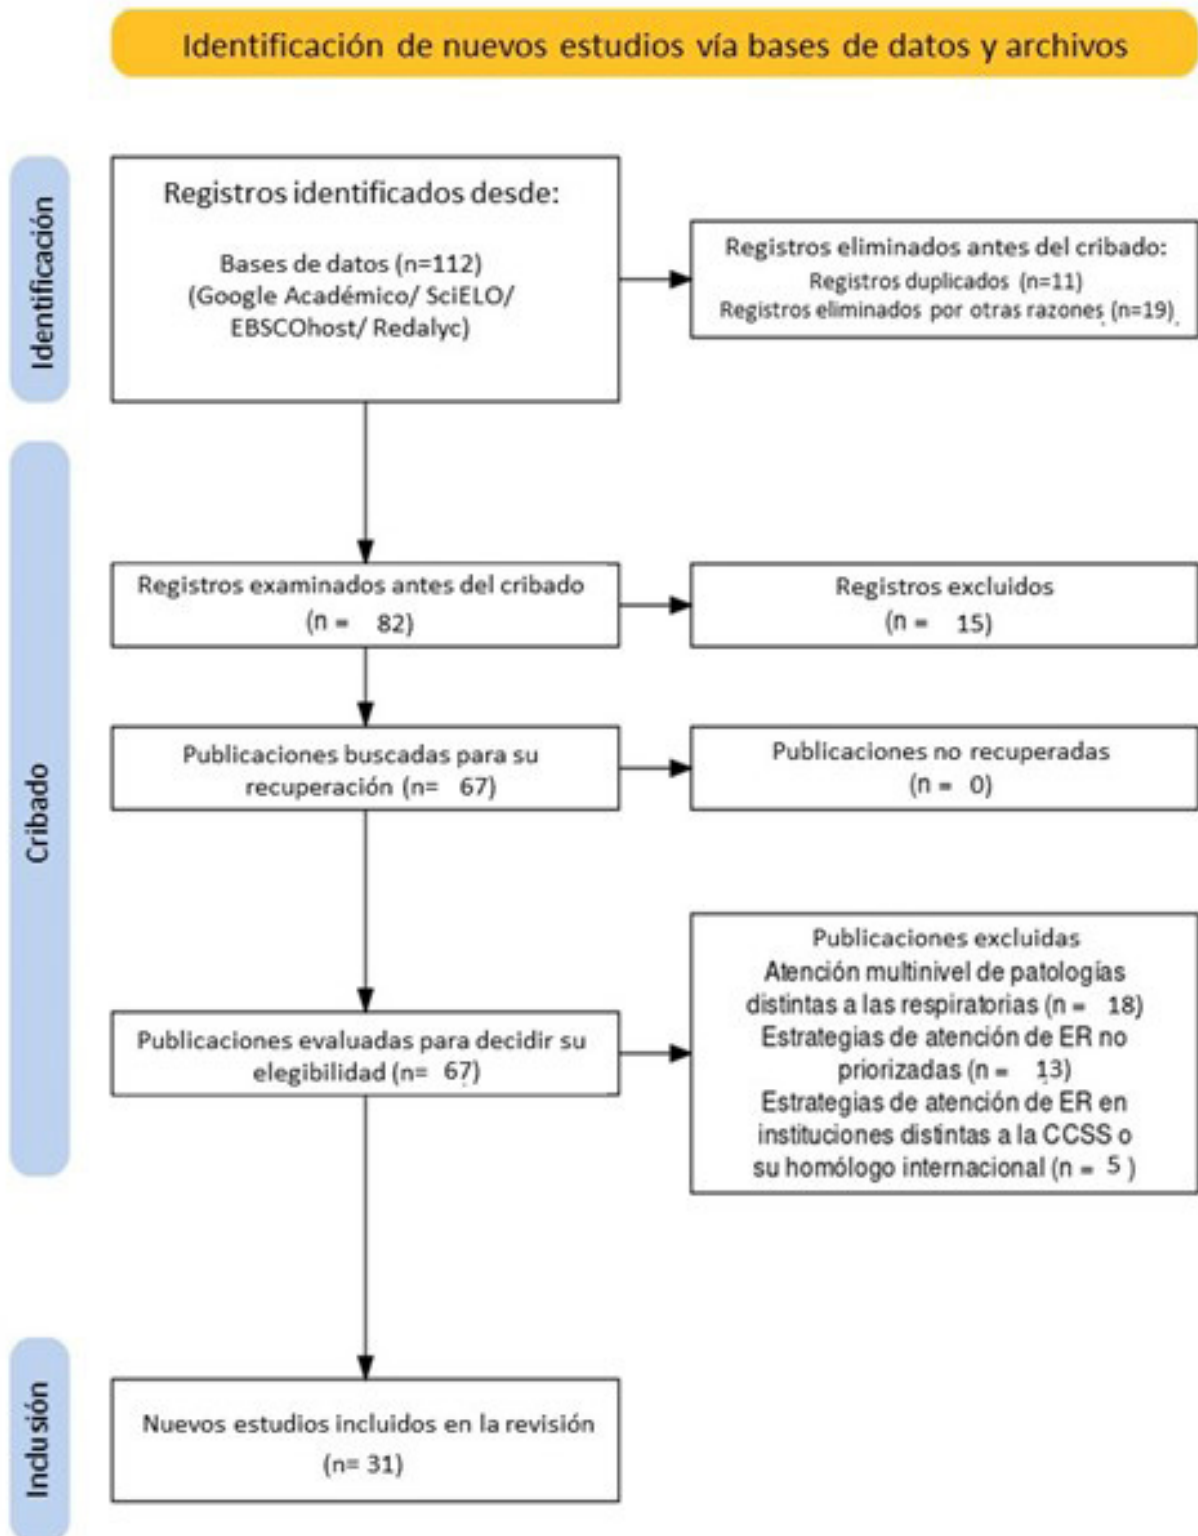 Identificación de nuevos estudios vía bases de datos y archivos
Identificación
Registros identificados desde:
Bases de datos (n=112)
(Google Académico/ SciELO/
EBSCOhost/ Redalyc)
Registros eliminados antes del cribado:
Registros duplicados (n=11)
Registros eliminados por otras razones (n=19)
Cribado
Registros examinados antes del cribado
(n = 82)
Registros excluidos
(n = 15)
Publicaciones buscadas para su
recuperación (n= 67)
Publicaciones no recuperadas
(n = 0)
Publicaciones evaluadas para decidir su
elegibilidad (n= 67)
Publicaciones excluidas
Atención multinivel de patologías
distintas a las respiratorias (n = 18)
Estrategias de atención de ER no
priorizadas (n = 13)
Estrategias de atención de ER en
instituciones distintas a la CCSS o
su homólogo internacional (n = 5 )
Inclusión
Nuevos estudios incluidos en la revisión
(n= 31)